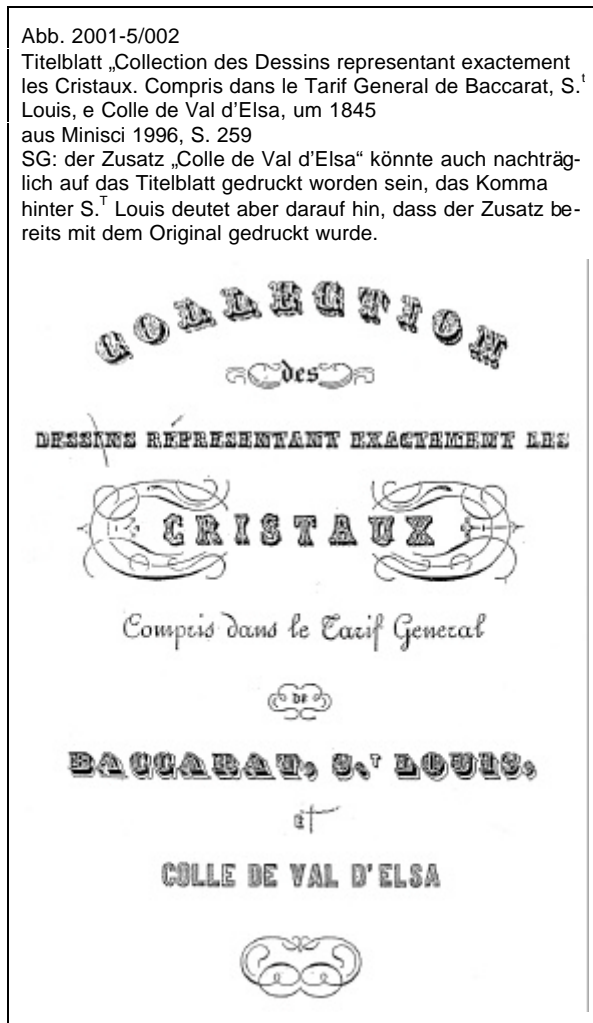 Abb. 2001-5/002
Titelblatt „Collection des Dessins representant exactement
les Cristaux. Compris dans le Tarif General de Baccarat, S.t
Louis, e Colle de Val d'Elsa, um 1845
aus Minisci 1996, S. 259
SG: der Zusatz „Colle de Val d'Elsa“ könnte auch nachträg-
lich auf das Titelblatt gedruckt worden sein, das Komma
hinter S.T Louis deutet aber darauf hin, dass der Zusatz be-
reits mit dem Original gedruckt wurde.
COLLECTION
des
DESSINS RÉPRESENTANT EXACTEMENT LES
CRISTAUX
Compris dans le Tarif General
DE
BACCARAT, S.T LOUIS,
et
COLLE DE VAL D'ELSA